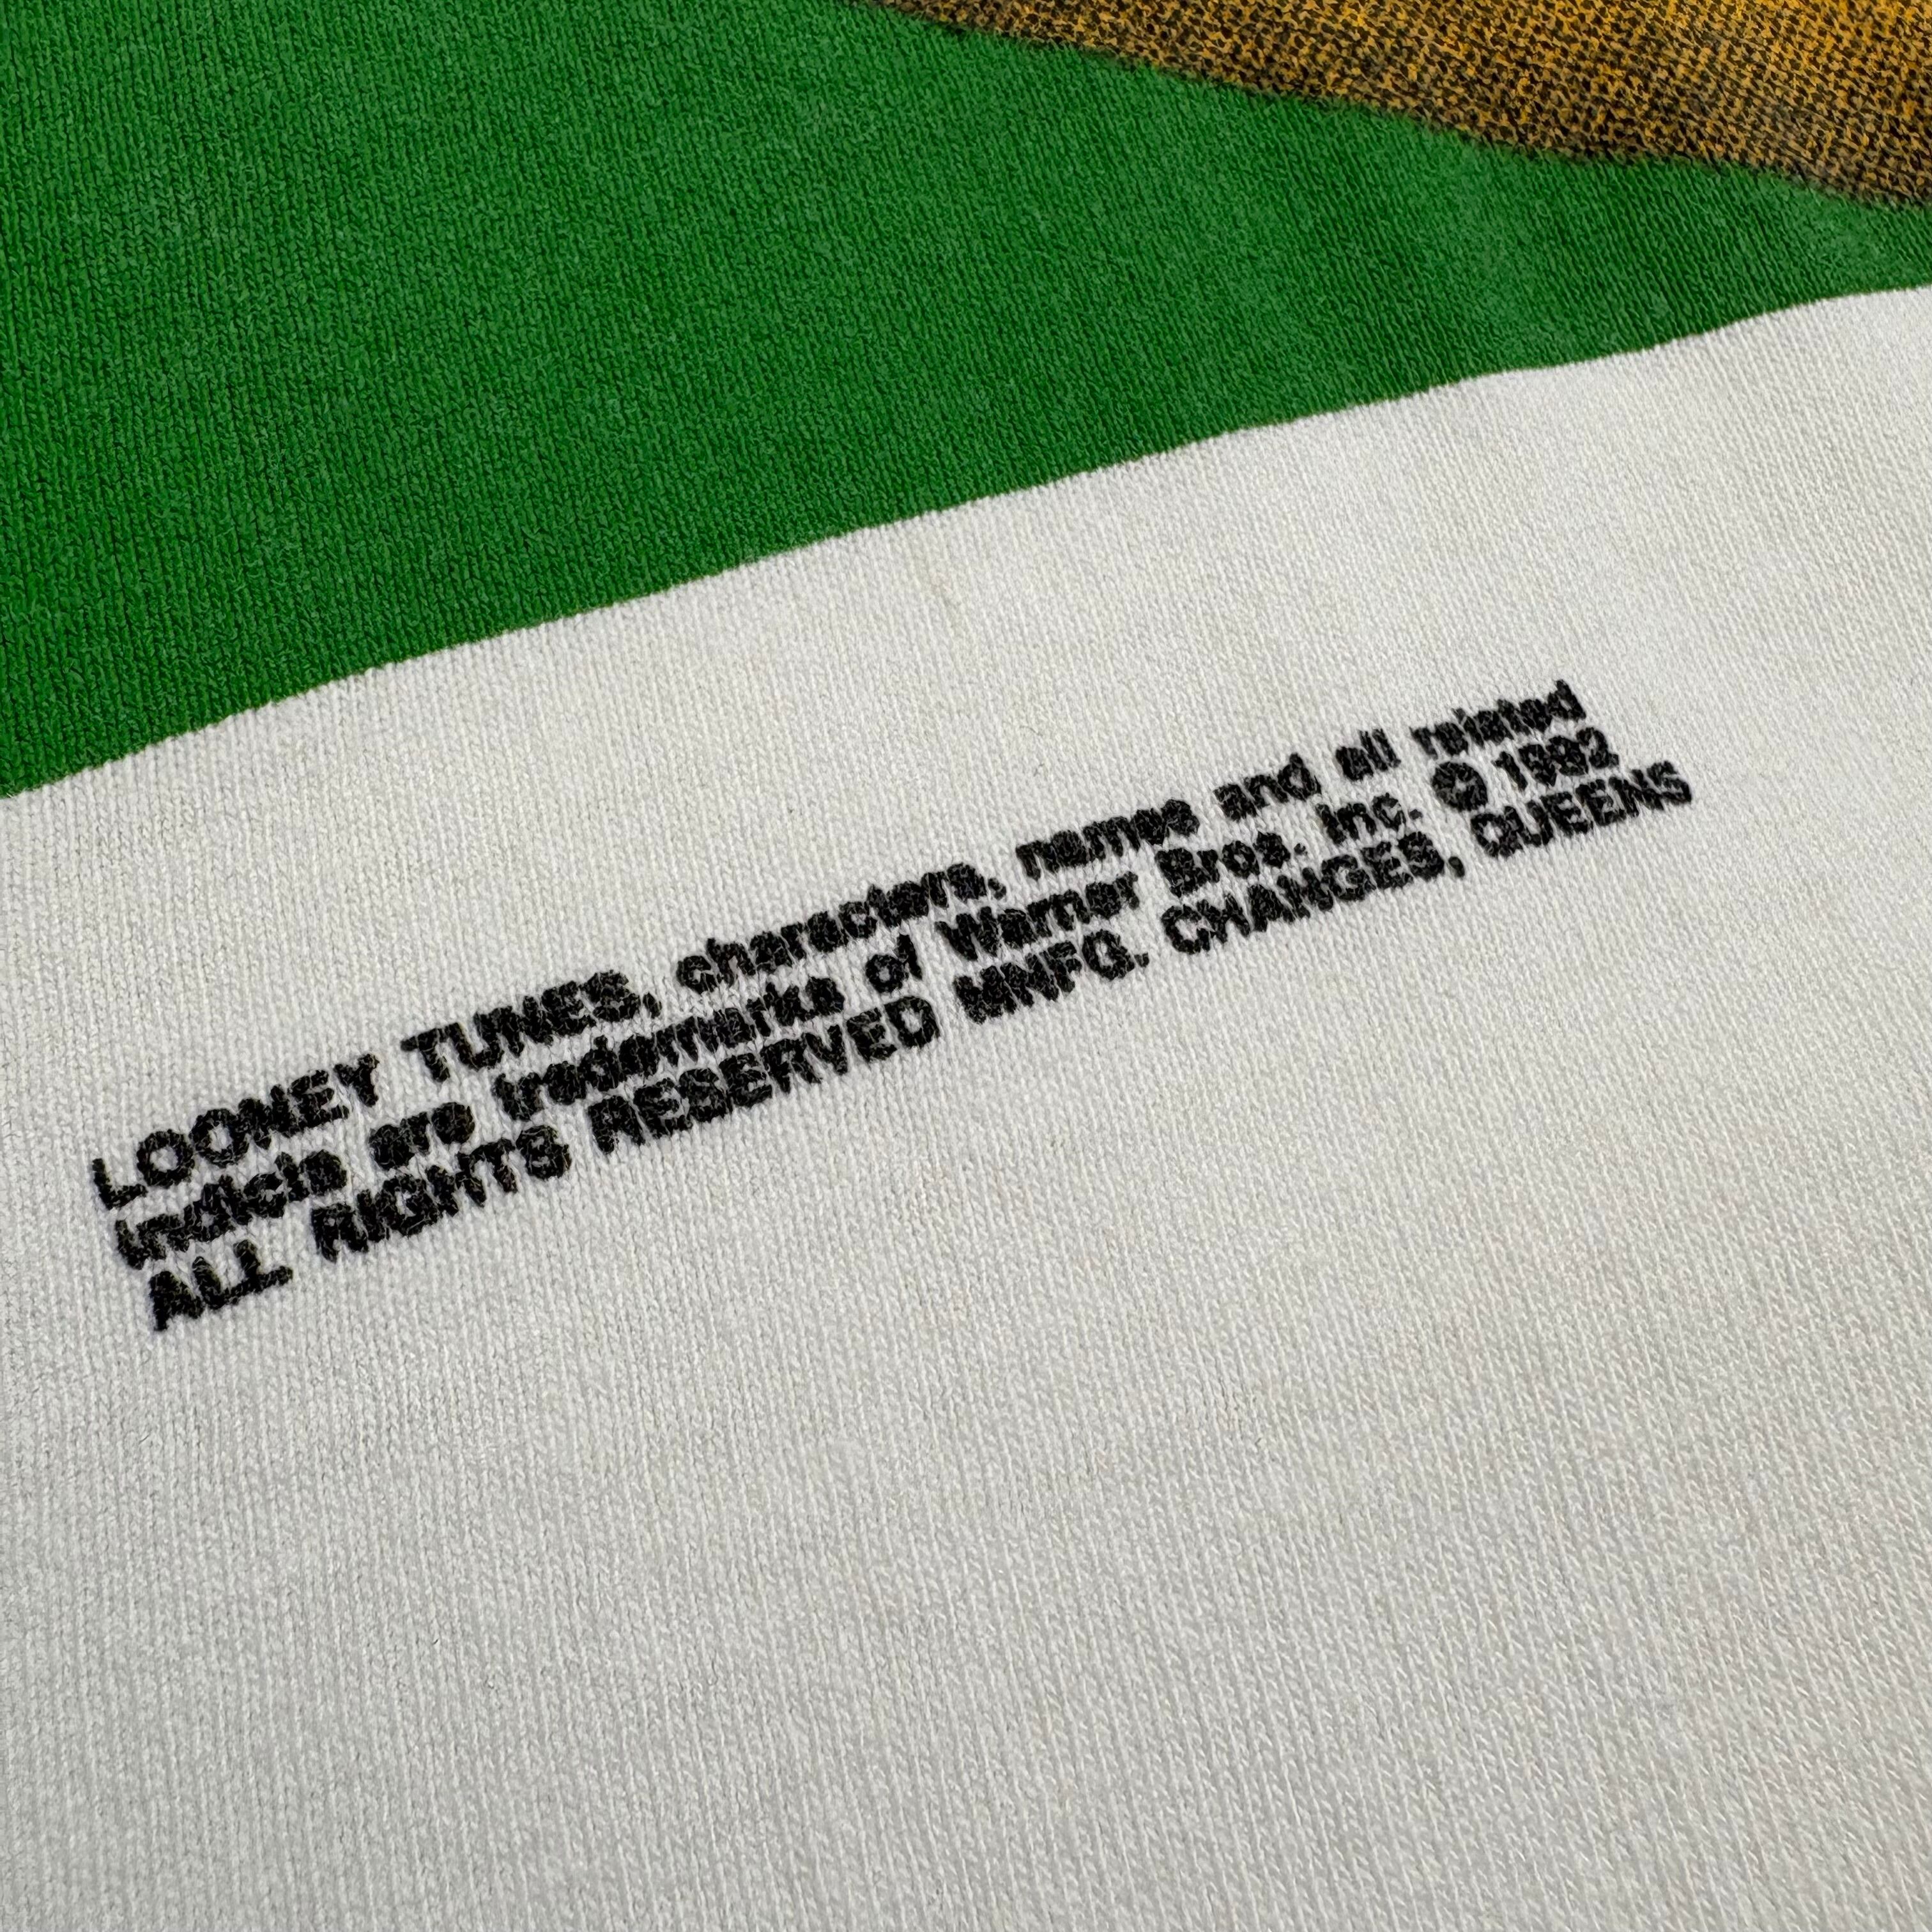 LOONEY TUNES, characters, names and all related
indicia are trademarks of Warner Bros. Inc. © 1992
ALL RIGHTS RESERVED MNFG. CHANGES, QUEENS